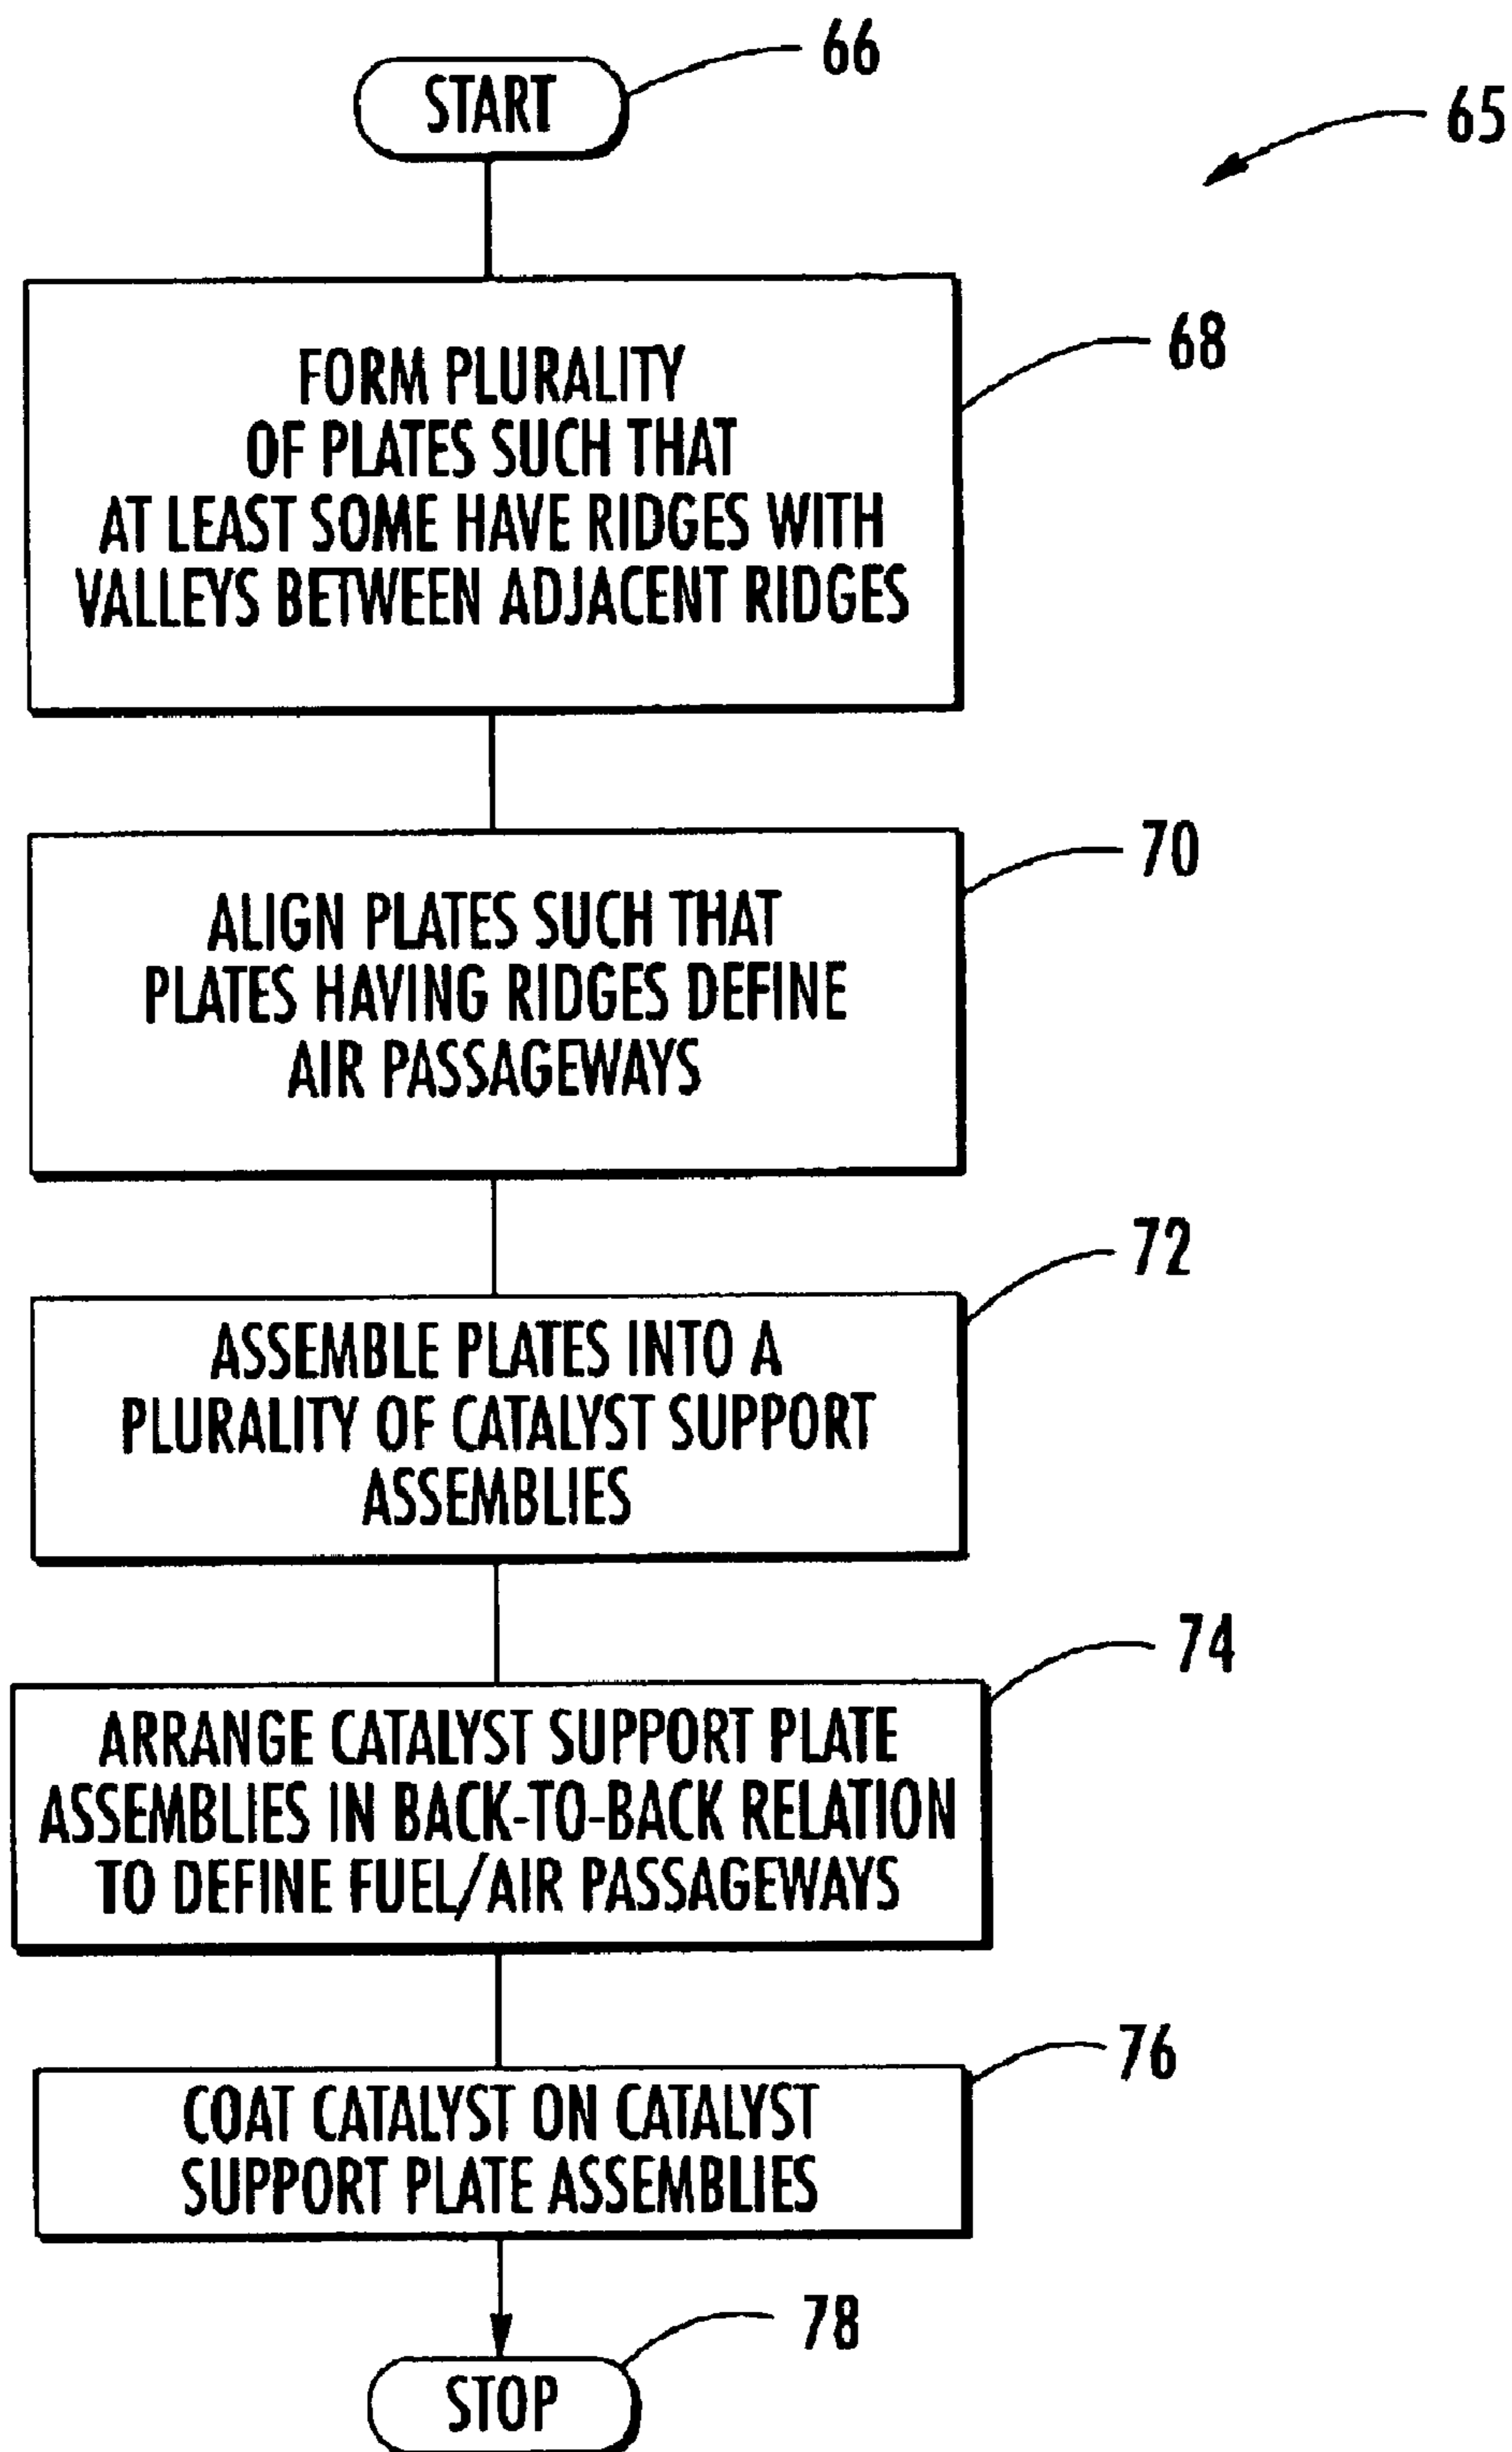 66
START
65
68
FORM PLURALITY
OF PLATES SUCH THAT
AT LEAST SOME HAVE RIDGES WITH
VALLEYS BETWEEN ADJACENT RIDGES
70
ALIGN PLATES SUCH THAT
PLATES HAVING RIDGES DEFINE
AIR PASSAGEWAYS
72
ASSEMBLE PLATES INTO A
PLURALITY OF CATALYST SUPPORT
ASSEMBLIES
74
ARRANGE CATALYST SUPPORT PLATE
ASSEMBLIES IN BACK-TO-BACK RELATION
TO DEFINE FUEL/AIR PASSAGEWAYS
76
COAT CATALYST ON CATALYST
SUPPORT PLATE ASSEMBLIES
78
STOP